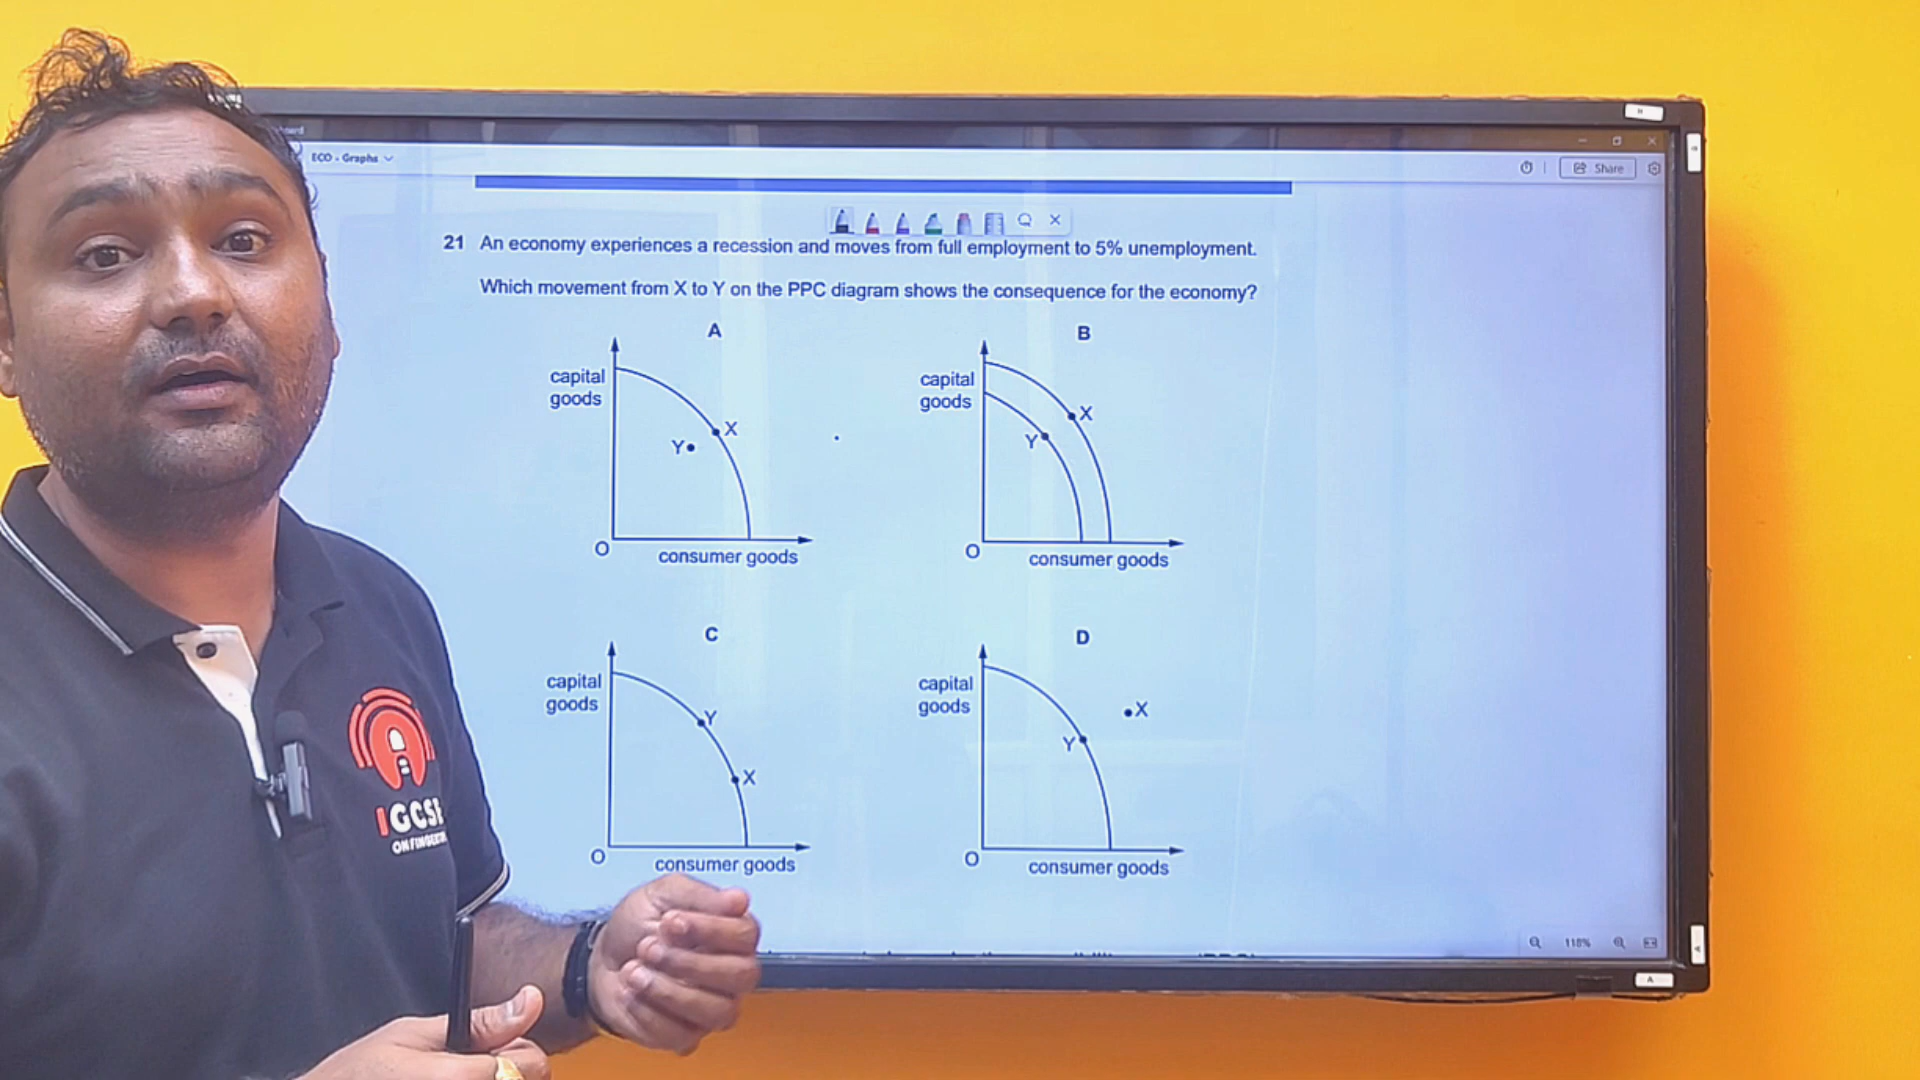 ECO - Graphs
Share
21 An economy experiences a recession and moves from full employment to 5% unemployment.
Which movement from X to Y on the PPC diagram shows the consequence for the economy?
A
capital
goods
X
Y
O
consumer goods
B
capital
goods
X
Y
O
consumer goods
C
capital
goods
Y
X
O
consumer goods
D
capital
goods
X
Y
O
consumer goods
118%
IGCSE
A